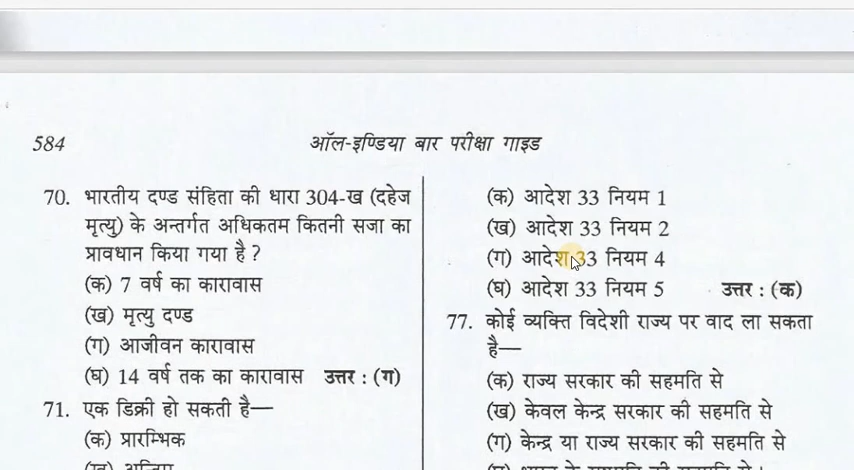 584
ऑल-इण्डिया बार परीक्षा गाइड
70. भारतीय दण्ड संहिता की धारा 304-ख (दहेज
मृत्यु) के अन्तर्गत अधिकतम कितनी सजा का
प्रावधान किया गया है ?
(क) 7 वर्ष का कारावास
(ख) मृत्यु दण्ड
(ग) आजीवन कारावास
(घ) 14 वर्ष तक का कारावास उत्तर : (ग)
71. एक डिक्री हो सकती है—
(क) प्रारम्भिक
(क) आदेश 33 नियम 1
(ख) आदेश 33 नियम 2
(ग) आदेश 33 नियम 4
(घ) आदेश 33 नियम 5 उत्तर : (क)
77. कोई व्यक्ति विदेशी राज्य पर वाद ला सकता
है—
(क) राज्य सरकार की सहमति से
(ख) केवल केन्द्र सरकार की सहमति से
(ग) केन्द्र या राज्य सरकार की सहमति से